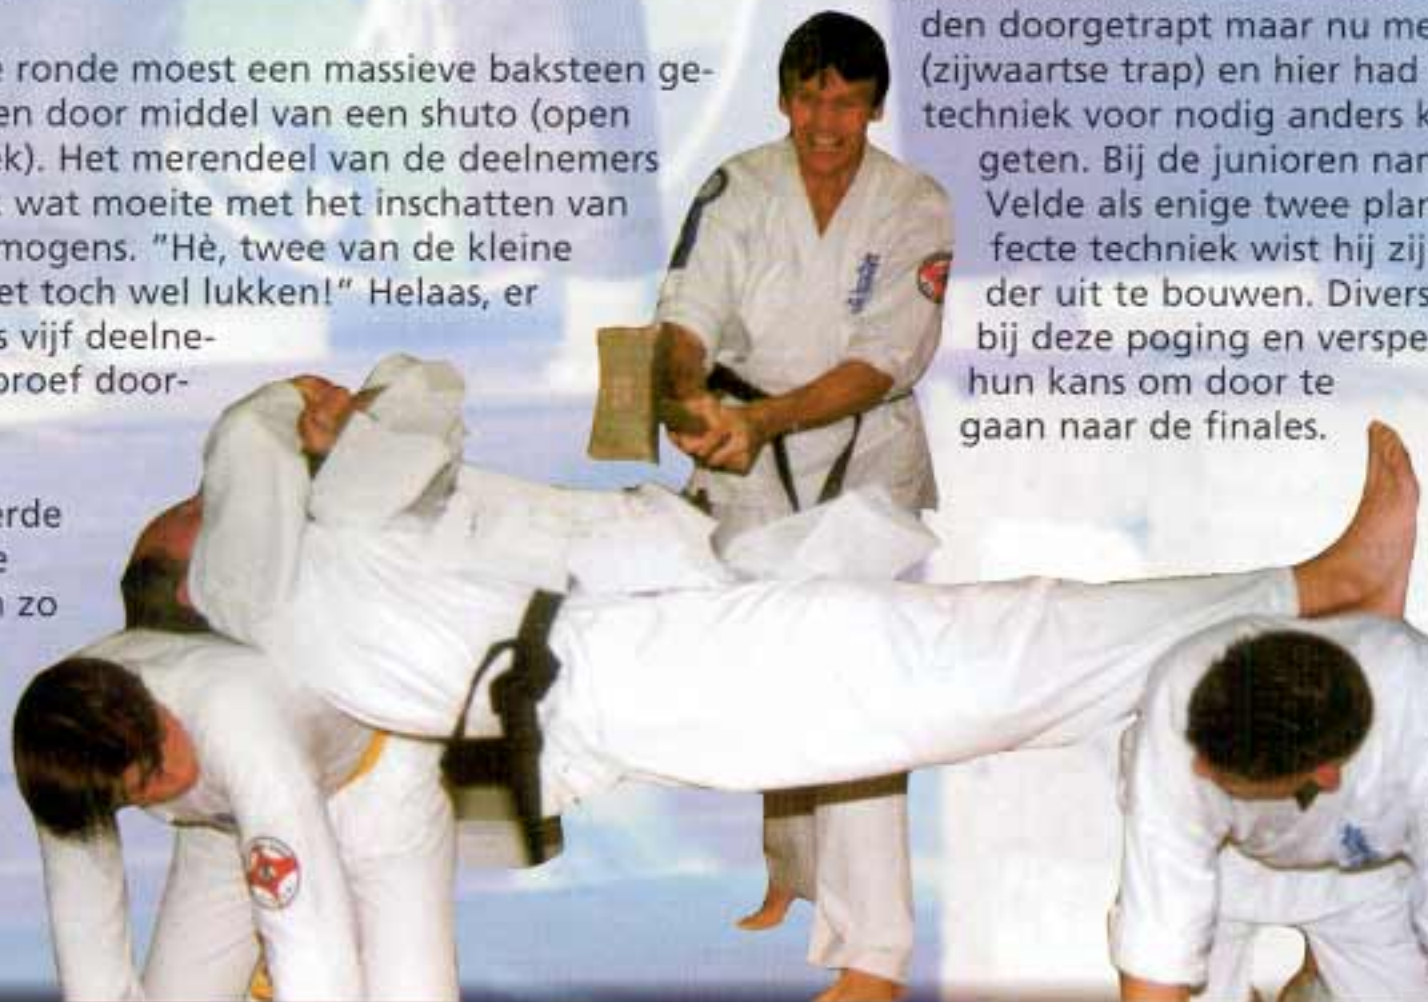 e ronde moest een massieve baksteen ge-
en door middel van een shuto (open
ek). Het merendeel van de deelnemers
wat moeite met het inschatten van
mogens. "Hè, twee van de kleine
et toch wel lukken!" Helaas, er
s vijf deelne-
proef door-
erde
e
n zo
den doorgetrapt maar nu me
(zijwaartse trap) en hier had
techniek voor nodig anders k
geten. Bij de junioren nar
Velde als enige twee plan
fecte techniek wist hij zij
der uit te bouwen. Divers
bij deze poging en verspe
hun kans om door te
gaan naar de finales.